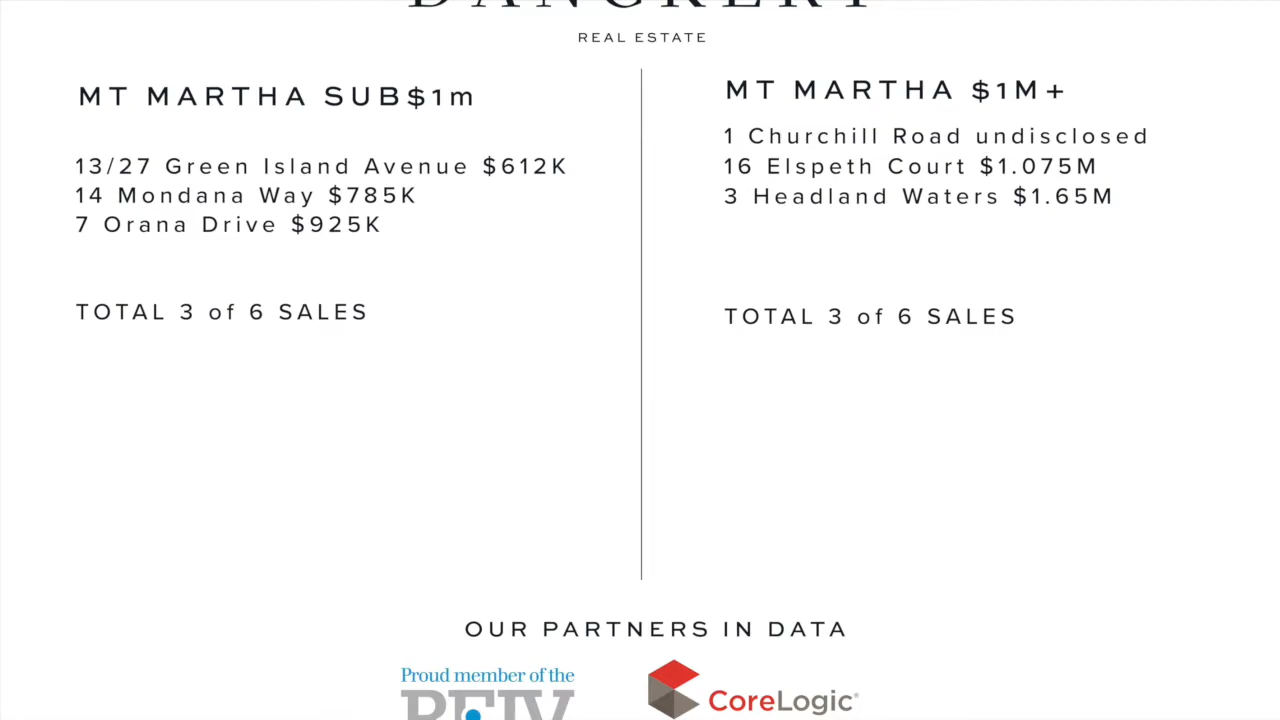 REAL ESTATE
MT MARTHA SUB$1m
13/27 Green Island Avenue $612K
14 Mondana Way $785K
7 Orana Drive $925K
TOTAL 3 of 6 SALES
MT MARTHA $1M+
1 Churchill Road undisclosed
16 Elspeth Court $1.075M
3 Headland Waters $1.65M
TOTAL 3 of 6 SALES
OUR PARTNERS IN DATA
Proud member of the
REIV
CoreLogic®